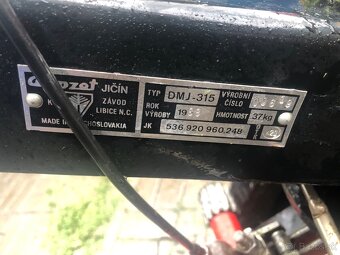 JIČÍN
ZÁVOD
LIBICE N.C.
MADE IN
TYP DMJ-315 VÝROBNÍ
ROK ČÍSLO
VÝROBY 19 HMOTNOST 37kg
JK 536 920 960.248